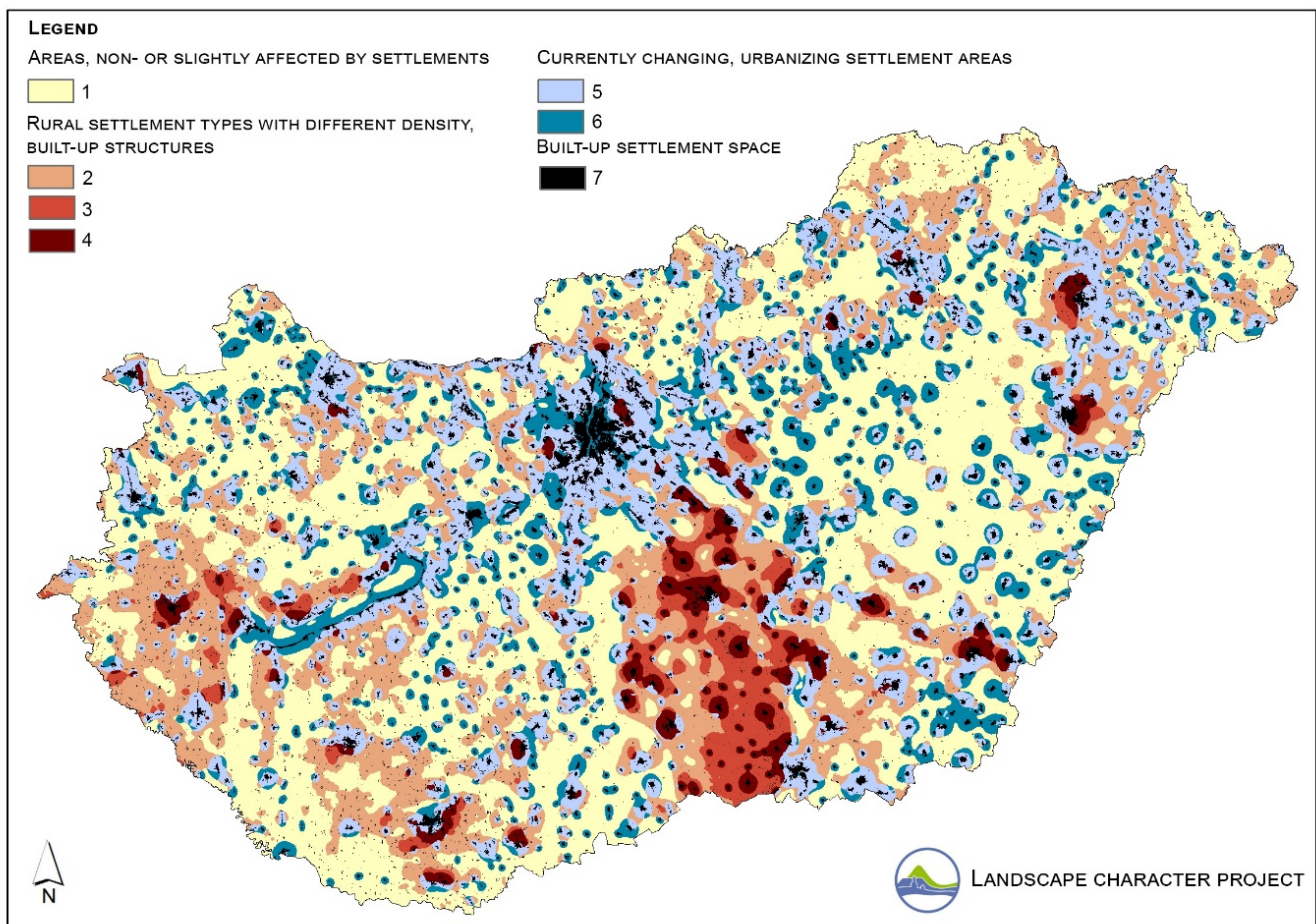 LEGEND
AREAS, NON- OR SLIGHTLY AFFECTED BY SETTLEMENTS
1
RURAL SETTLEMENT TYPES WITH DIFFERENT DENSITY,
BUILT-UP STRUCTURES
2
3
4
CURRENTLY CHANGING, URBANIZING SETTLEMENT AREAS
5
6
BUILT-UP SETTLEMENT SPACE
7
N
LANDSCAPE CHARACTER PROJECT